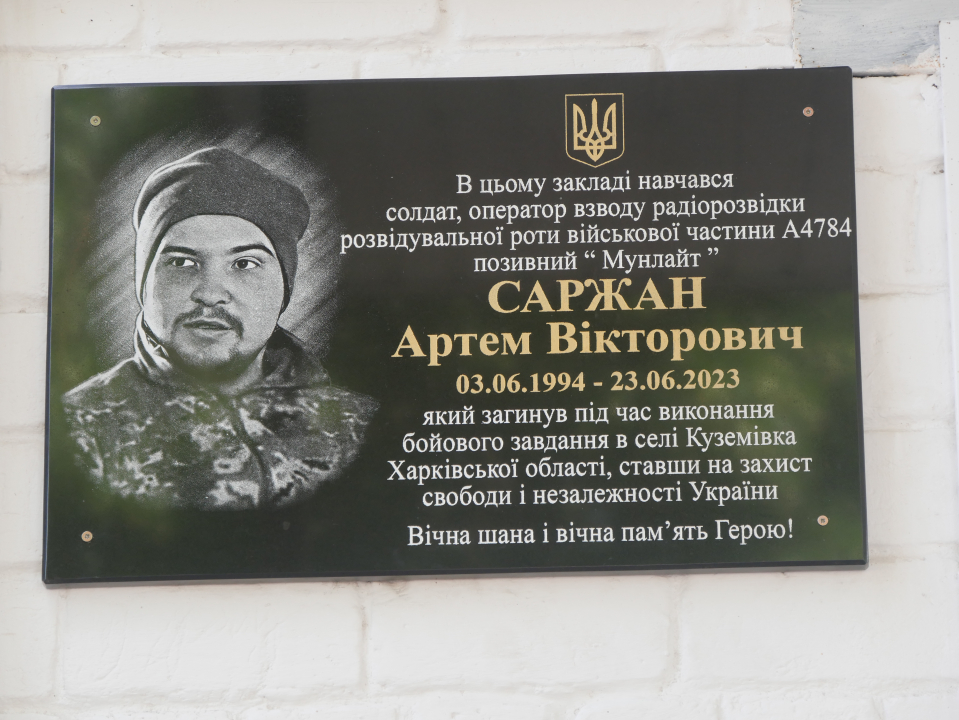 В цьому закладі навчався
солдат, оператор взводу радіорозвідки
розвідувальної роти військової частини А4784
позивний “ Мунлайт ”
САРЖАН
Артем Вікторович
03.06.1994 - 23.06.2023
який загинув під час виконання
бойового завдання в селі Куземівка
Харківської області, ставши на захист
свободи і незалежності України
Вічна шана і вічна пам’ять Герою!